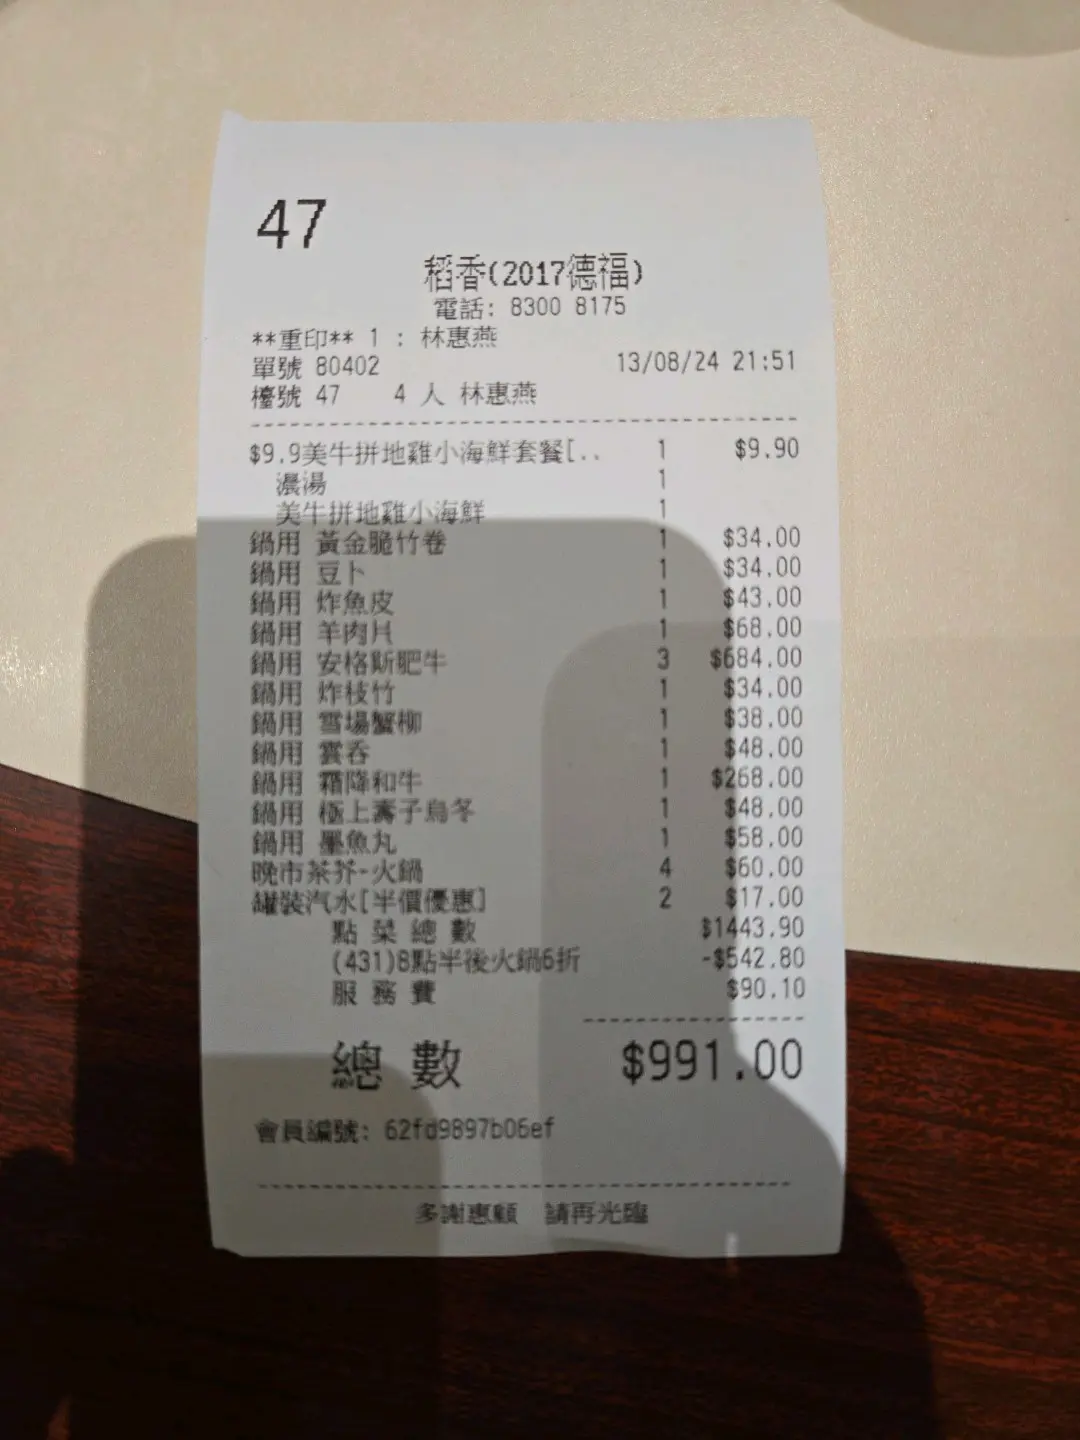 47
稻香(2017德福)
電話: 8300 8175
**重印** 1 : 林惠燕
單號 80402 13/08/24 21:51
檯號 47 4 人 林惠燕
$9.9美牛拼地雞小海鮮套餐[.. 1 $9.90
濃湯 1
美牛拼地雞小海鮮 1
鍋用 黃金脆竹卷 1 $34.00
鍋用 豆卜 1 $34.00
鍋用 炸魚皮 1 $43.00
鍋用 羊肉片 1 $68.00
鍋用 安格斯肥牛 3 $684.00
鍋用 炸枝竹 1 $34.00
鍋用 雪場蟹柳 1 $38.00
鍋用 雲吞 1 $48.00
鍋用 霜降和牛 1 $268.00
鍋用 極上壽子烏冬 1 $48.00
鍋用 墨魚丸 1 $58.00
晚市茶芥-火鍋 4 $60.00
罐裝汽水[半價優惠] 2 $17.00
點菜總數 $1443.90
(431)8點半後火鍋6折 -$542.80
服務費 $90.10
總數 $991.00
會員編號: 62fd9897b06ef
多謝惠顧 請再光臨